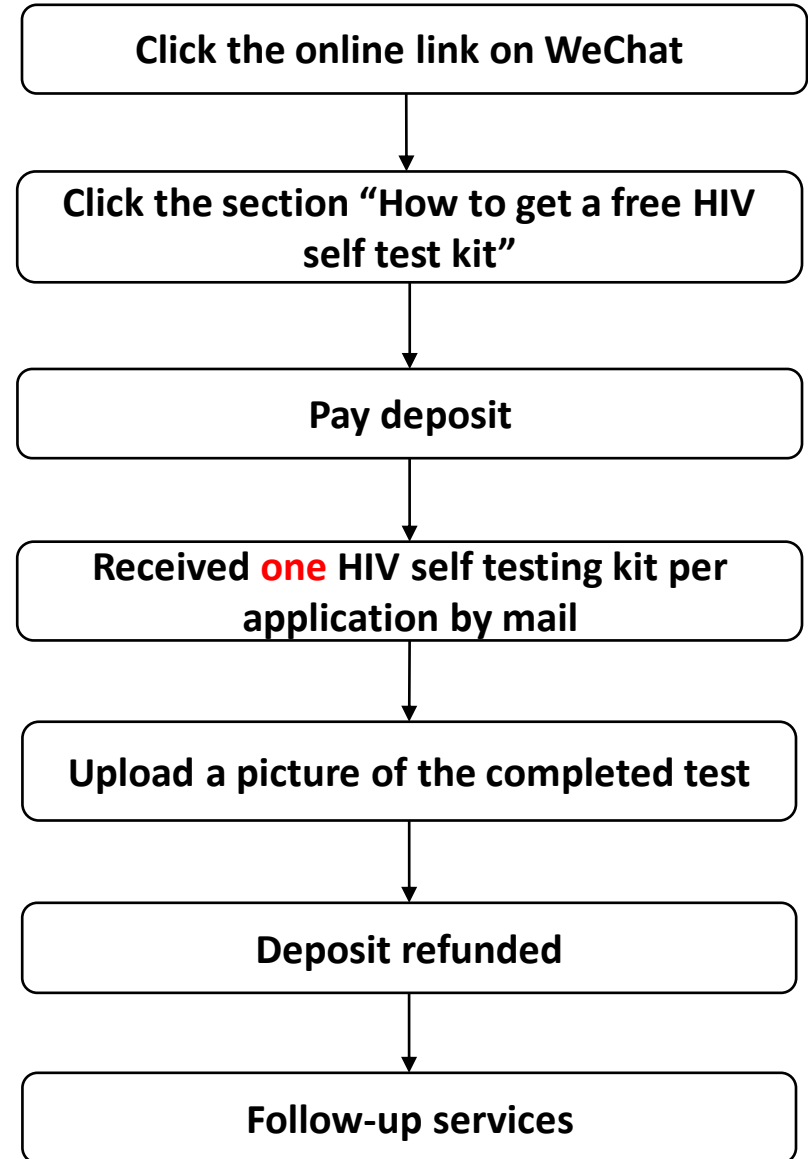 Click the online link on WeChat
Click the section “How to get a free HIV
self test kit”
Pay deposit
Received one HIV self testing kit per
application by mail
Upload a picture of the completed test
Deposit refunded
Follow-up services